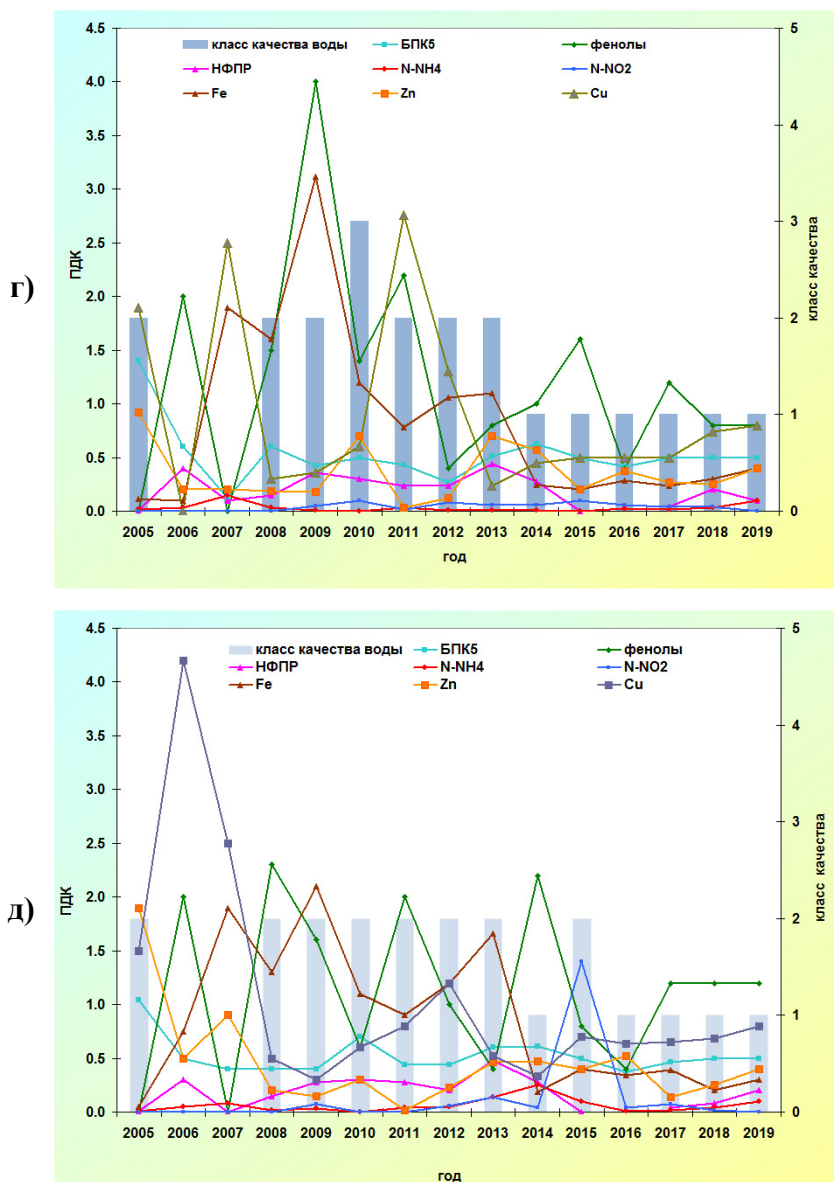 г)
класс качества воды БПК5 фенолы
НФПР N-NH4 N-NO2
Fe Zn Cu
4.5
4.0
3.5
3.0
2.5
2.0
1.5
1.0
0.5
0.0
ПДК
5
4
3
2
1
0
класс качества
2005 2006 2007 2008 2009 2010 2011 2012 2013 2014 2015 2016 2017 2018 2019
год
д)
класс качества воды БПК5 фенолы
НФПР N-NH4 N-NO2
Fe Zn Cu
4.5
4.0
3.5
3.0
2.5
2.0
1.5
1.0
0.5
0.0
ПДК
5
4
3
2
1
0
класс качества
2005 2006 2007 2008 2009 2010 2011 2012 2013 2014 2015 2016 2017 2018 2019
год